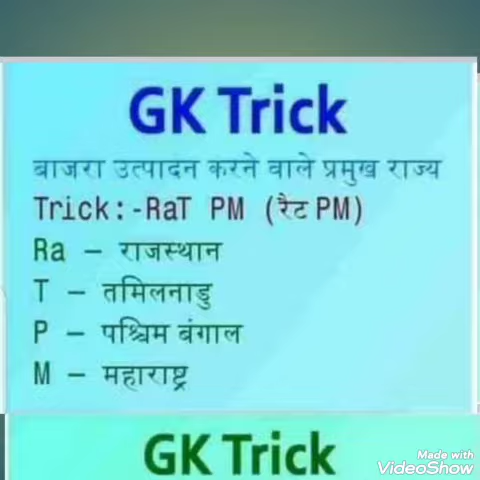 GK Trick
बाजरा उत्पादन करने वाले प्रमुख राज्य
Trick:-RaT PM (रैट PM)
Ra – राजस्थान
T – तमिलनाडु
P – पश्चिम बंगाल
M – महाराष्ट्र
GK Trick
Made with
VideoShow